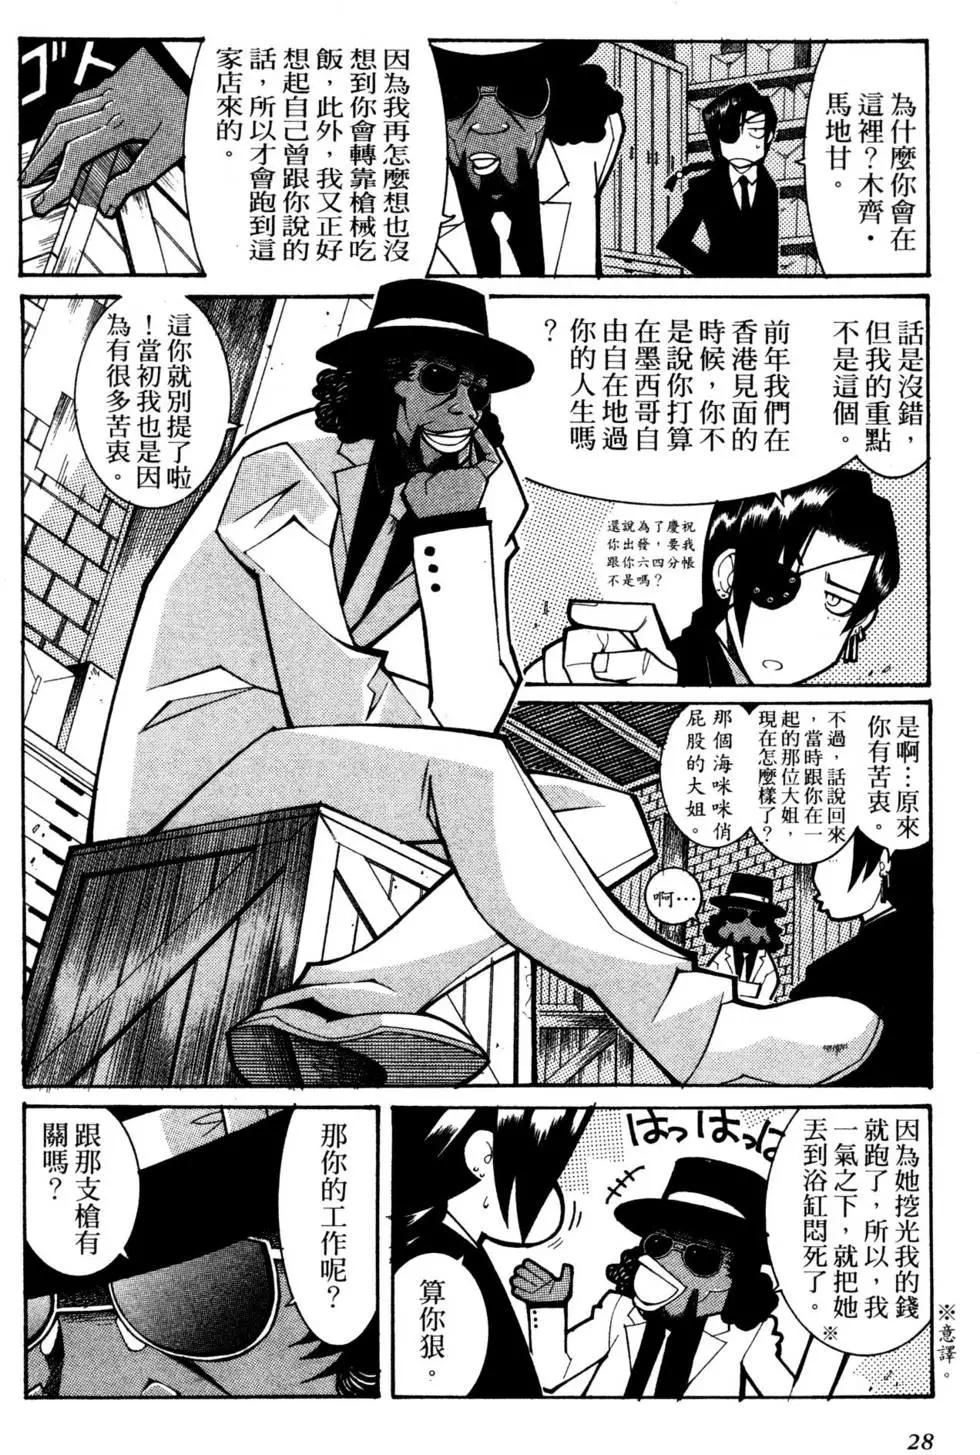 為什麼你會在
這裡？木齊・
馬地甘。
因為我再怎麼想也沒
想到你會轉靠槍械吃
飯，此外，我又正好
想起自己曾跟你說的
話，所以才會跑到這
家店來的。
ゴト
話是沒錯，
但我的重點
不是這個。
前年我們在
香港見面的
時候，你不
是說你打算
在墨西哥自
由自在地過
你的人生嗎
？
還說為了慶祝
你出發，要我
跟你六四分帳
不是嗎？
這你就別提了啦
！當初我也是因
為有很多苦衷。
是啊…原來
你有苦衷。
不過，話說回來
，當時跟你在一
起的那位大姐，
現在怎麼樣了？
那個海咪咪俏
屁股的大姐。
啊…
因為她挖光我的錢
就跑了，所以，我
一氣之下，就把她
丟到浴缸悶死了。※
※意譯。
はっはっはっ
算你狠。
那你的工作呢？
跟那支槍有
關嗎？
28